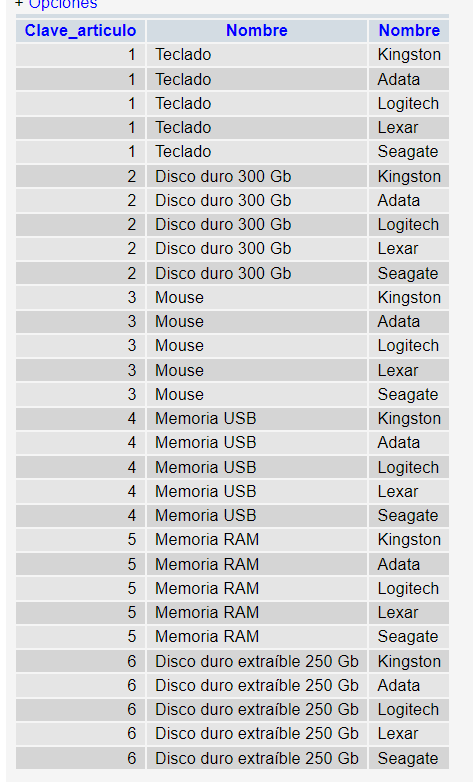 + Opciones
Clave_articulo Nombre Nombre
1 Teclado Kingston
1 Teclado Adata
1 Teclado Logitech
1 Teclado Lexar
1 Teclado Seagate
2 Disco duro 300 Gb Kingston
2 Disco duro 300 Gb Adata
2 Disco duro 300 Gb Logitech
2 Disco duro 300 Gb Lexar
2 Disco duro 300 Gb Seagate
3 Mouse Kingston
3 Mouse Adata
3 Mouse Logitech
3 Mouse Lexar
3 Mouse Seagate
4 Memoria USB Kingston
4 Memoria USB Adata
4 Memoria USB Logitech
4 Memoria USB Lexar
4 Memoria USB Seagate
5 Memoria RAM Kingston
5 Memoria RAM Adata
5 Memoria RAM Logitech
5 Memoria RAM Lexar
5 Memoria RAM Seagate
6 Disco duro extraíble 250 Gb Kingston
6 Disco duro extraíble 250 Gb Adata
6 Disco duro extraíble 250 Gb Logitech
6 Disco duro extraíble 250 Gb Lexar
6 Disco duro extraíble 250 Gb Seagate